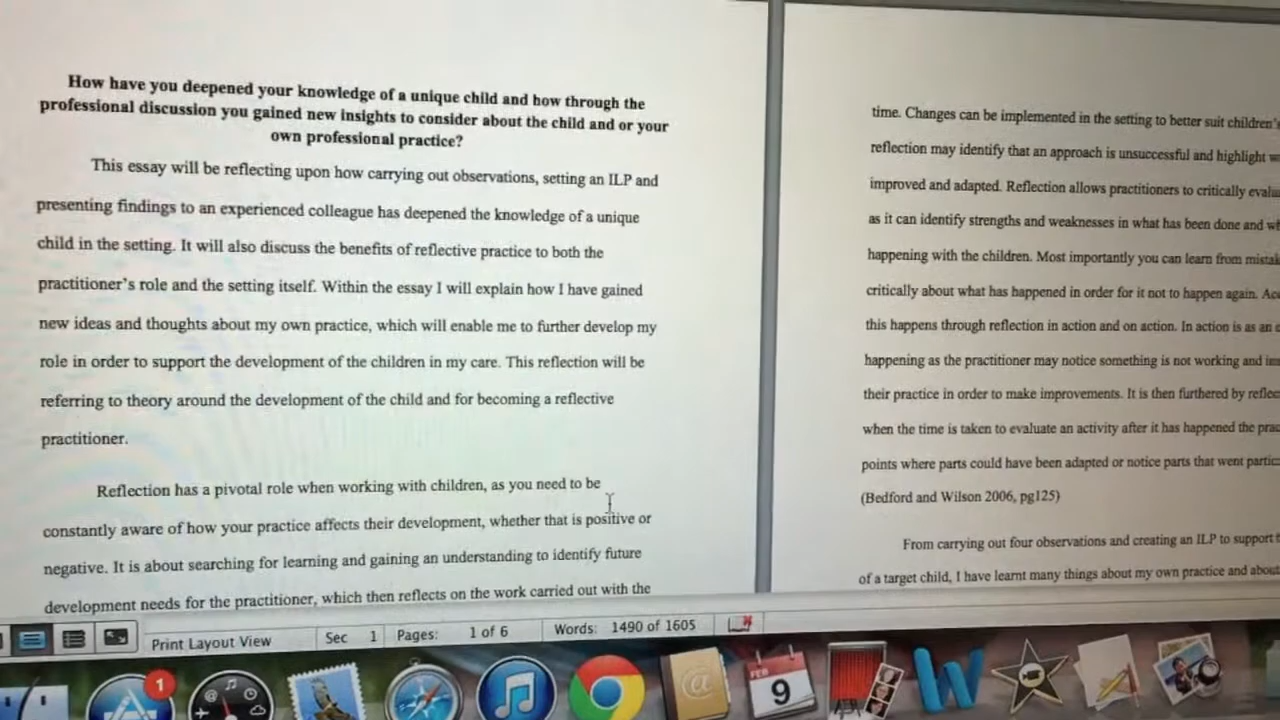 How have you deepened your knowledge of a unique child and how through the
professional discussion you gained new insights to consider about the child and or your
own professional practice?
This essay will be reflecting upon how carrying out observations, setting an ILP and
presenting findings to an experienced colleague has deepened the knowledge of a unique
child in the setting. It will also discuss the benefits of reflective practice to both the
practitioner's role and the setting itself. Within the essay I will explain how I have gained
new ideas and thoughts about my own practice, which will enable me to further develop my
role in order to support the development of the children in my care. This reflection will be
referring to theory around the development of the child and for becoming a reflective
practitioner.
Reflection has a pivotal role when working with children, as you need to be
constantly aware of how your practice affects their development, whether that is positive or
negative. It is about searching for learning and gaining an understanding to identify future
development needs for the practitioner, which then reflects on the work carried out with the
time. Changes can be implemented in the setting to better suit children's
reflection may identify that an approach is unsuccessful and highlight
improved and adapted. Reflection allows practitioners to critically
as it can identify strengths and weaknesses in what has been done and
happening with the children. Most importantly you can learn from
critically about what has happened in order for it not to happen again.
this happens through reflection in action and on action. In action is as an
happening as the practitioner may notice something is not working and
their practice in order to make improvements. It is then furthered by
when the time is taken to evaluate an activity after it has happened the
points where parts could have been adapted or notice parts that went
(Bedford and Wilson 2006, pg125)
From carrying out four observations and creating an ILP to support
of a target child, I have learnt many things about my own practice and about
Print Layout View Sec 1 Pages: 1 of 6 Words: 1490 of 1605
1
FEB
9